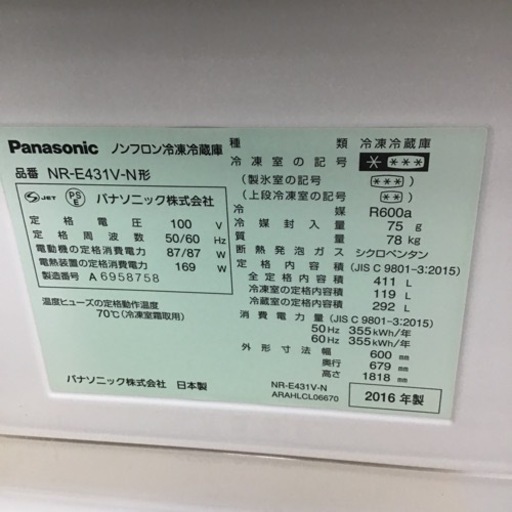 Panasonic ノンフロン冷凍冷蔵庫
品番 NR-E431V-N形
S JET PSE パナソニック株式会社
定格電圧 100 V
定格周波数 50/60 Hz
電動機の定格消費電力 87/87 W
電熱装置の定格消費電力 169 W
製造番号 A 6958758
温度ヒューズの定格動作温度
70℃(冷凍室霜取用)
パナソニック株式会社 日本製
種類 冷凍冷蔵庫
冷凍室の記号 * ***
(製氷室の記号 ***)
(上段冷凍室の記号 ***)
冷媒 R600a
冷媒封入量 75 g
質量 78 kg
断熱発泡ガス シクロペンタン
定格内容積 (JIS C 9801-3:2015)
全定格内容積 411 L
冷凍室の定格内容積 119 L
冷蔵室の定格内容積 292 L
消費電力量 (JIS C 9801-3:2015)
50Hz 355kWh/年
60Hz 355kWh/年
外形寸法 幅 600 mm
奥行 679 mm
高さ 1818 mm
NR-E431V-N
ARAHLCL06670
2016 年製